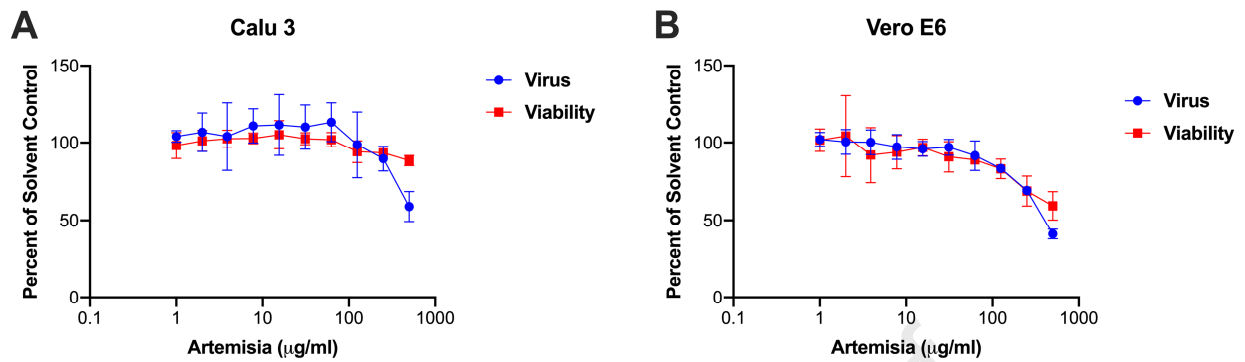 A
Calu 3
Percent of Solvent Control
150
100
50
0
0.1
1
10
100
1000
Artemisia (μg/ml)
Virus
Viability
B
Vero E6
Percent of Solvent Control
150
100
50
0
0.1
1
10
100
1000
Artemisia (μg/ml)
Virus
Viability